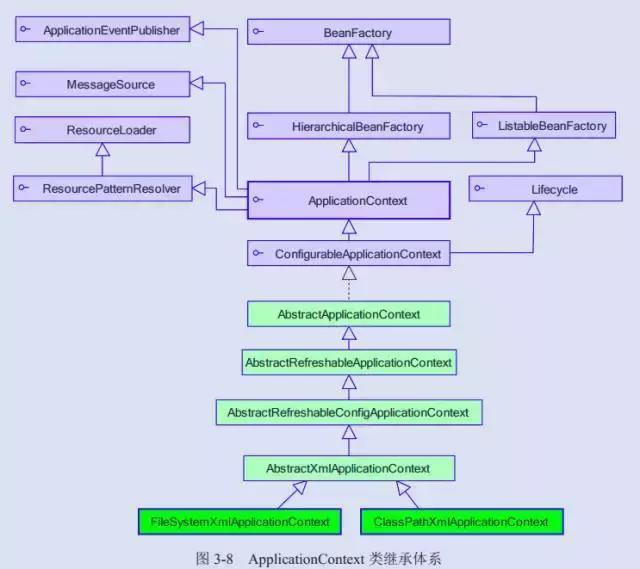 ApplicationEventPublisher
BeanFactory
MessageSource
ResourceLoader
HierarchicalBeanFactory
ListableBeanFactory
ResourcePatternResolver
ApplicationContext
Lifecycle
ConfigurableApplicationContext
AbstractApplicationContext
AbstractRefreshableApplicationContext
AbstractRefreshableConfigApplicationContext
AbstractXmlApplicationContext
FileSystemXmlApplicationContext
ClassPathXmlApplicationContext
图 3-8 ApplicationContext 类继承体系